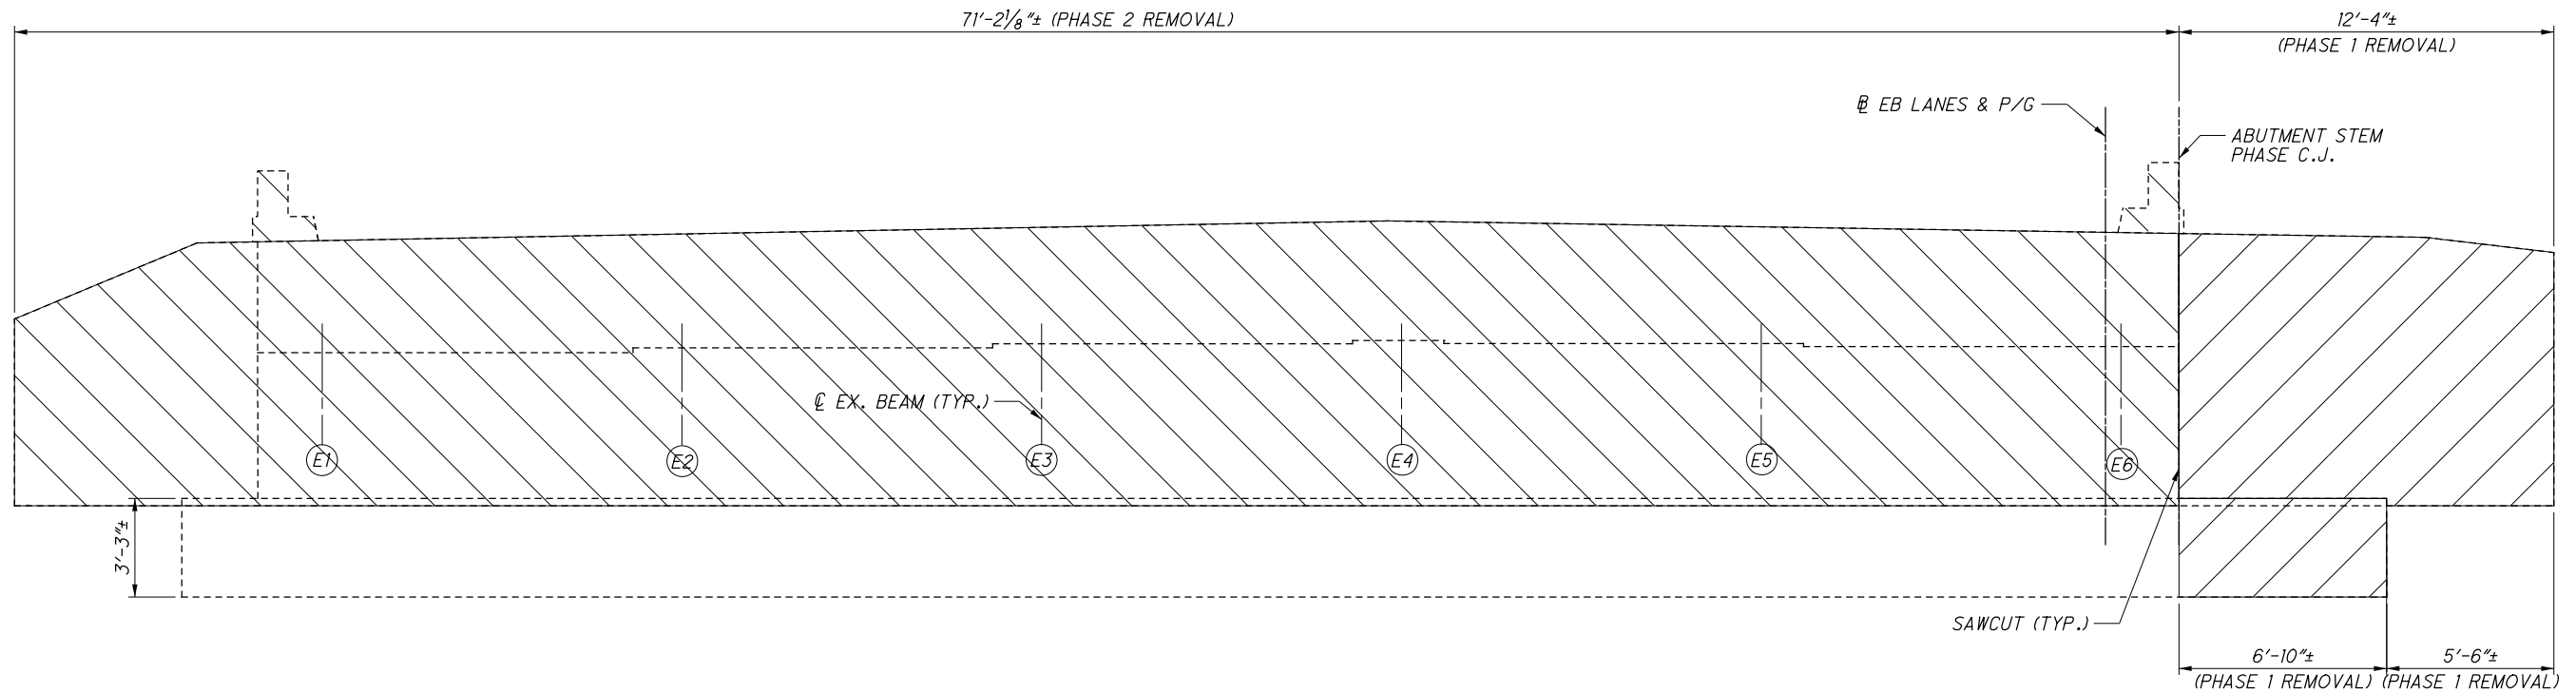 71'-2 1/8"± (PHASE 2 REMOVAL)
12'-4"±
(PHASE 1 REMOVAL)
℄ EB LANES & P/G
ABUTMENT STEM
PHASE C.J.
℄ EX. BEAM (TYP.)
E1
E2
E3
E4
E5
E6
3'-3"±
SAWCUT (TYP.)
6'-10"±
(PHASE 1 REMOVAL)
5'-6"±
(PHASE 1 REMOVAL)